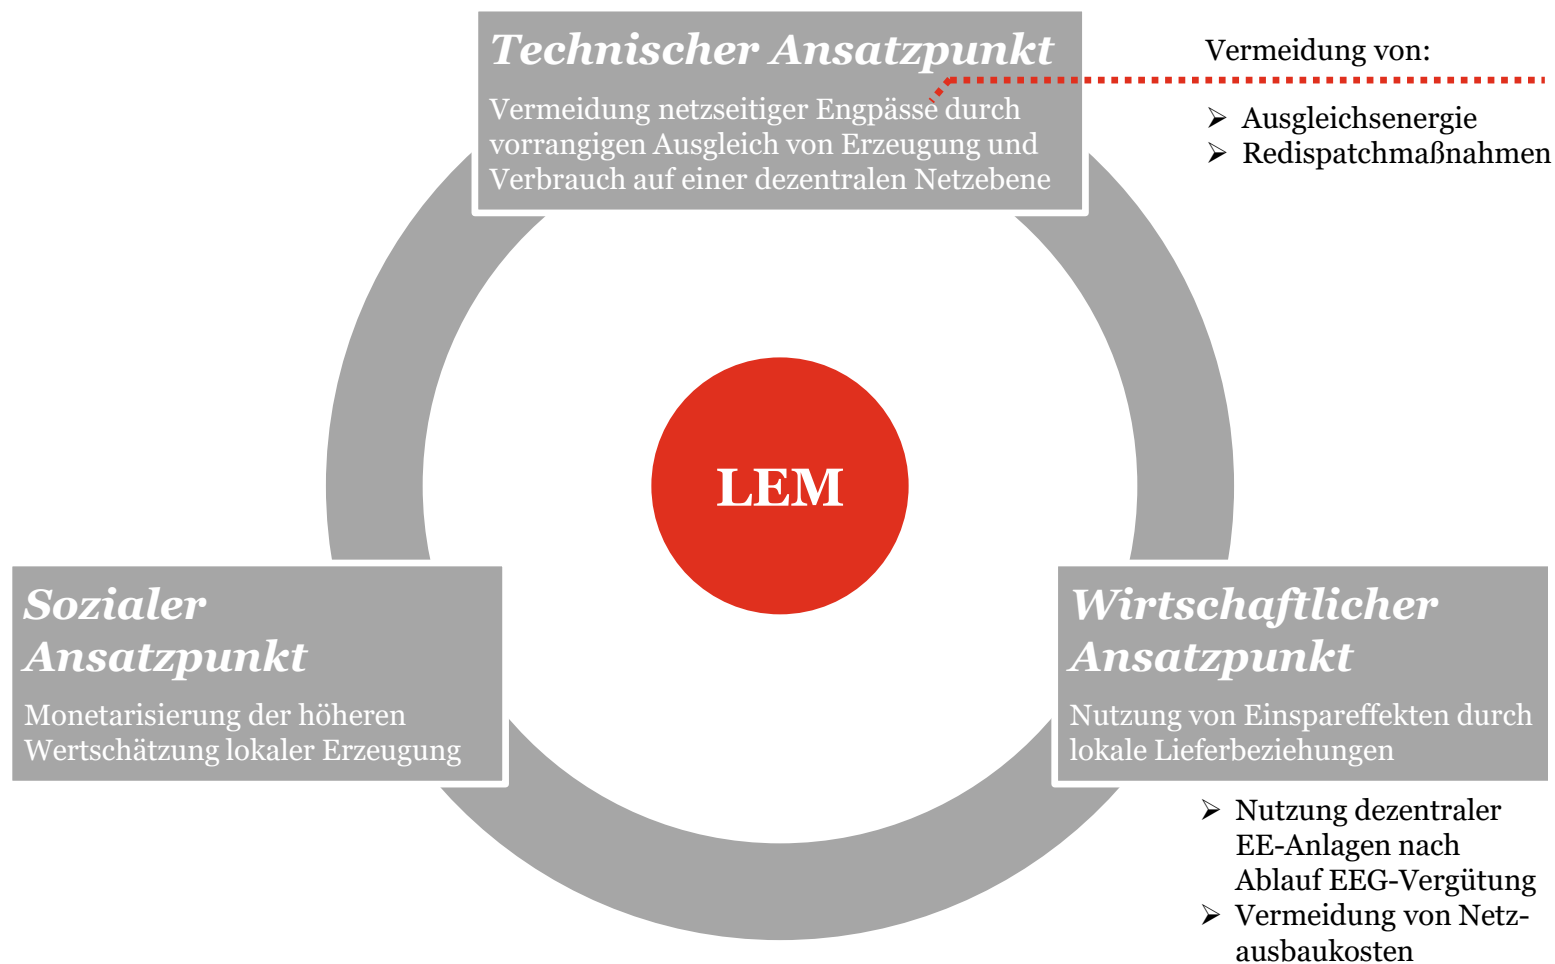 Technischer Ansatzpunkt
Vermeidung netzseitiger Engpässe durch
vorrangigen Ausgleich von Erzeugung und
Verbrauch auf einer dezentralen Netzebene
Vermeidung von:
➢ Ausgleichsenergie
➢ Redispatchmaßnahmen
LEM
Sozialer
Ansatzpunkt
Monetarisierung der höheren
Wertschätzung lokaler Erzeugung
Wirtschaftlicher
Ansatzpunkt
Nutzung von Einspareffekten durch
lokale Lieferbeziehungen
➢ Nutzung dezentraler
EE-Anlagen nach
Ablauf EEG-Vergütung
➢ Vermeidung von Netz-
ausbaukosten